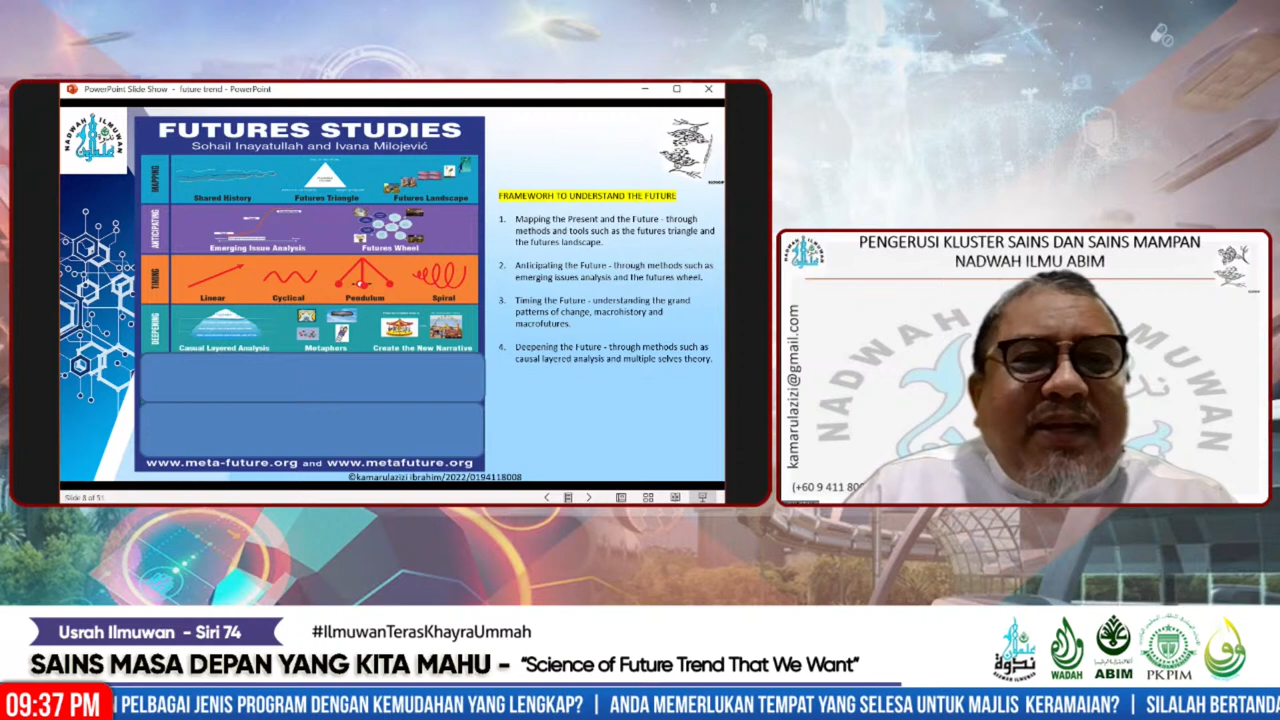 PowerPoint Slide Show - future trend - PowerPoint
NADWAH ILMUWAN
FUTURES STUDIES
Sohail Inayatullah and Ivana Milojević
MAPPING
Shared History
Futures Triangle
Futures Landscape
ANTICIPATING
Emerging Issue Analysis
Futures Wheel
TIMING
Linear
Cyclical
Pendulum
Spiral
DEEPENING
Casual Layered Analysis
Metaphors
Create the New Narrative
www.meta-future.org and www.metafuture.org
FRAMEWORH TO UNDERSTAND THE FUTURE
1. Mapping the Present and the Future - through
methods and tools such as the futures triangle and
the futures landscape.
2. Anticipating the Future - through methods such as
emerging issues analysis and the futures wheel.
3. Timing the Future - understanding the grand
patterns of change, macrohistory and
macrofutures.
4. Deepening the Future - through methods such as
causal layered analysis and multiple selves theory.
©kamarulazizi ibrahim/2022/0194118008
Slide 8 of 51
PENGERUSI KLUSTER SAINS DAN SAINS MAMPAN
NADWAH ILMU ABIM
kamarulazizi@gmail.com
NADWAH
MUWAN
(+60 9 411 800
Usrah Ilmuwan - Siri 74
#IlmuwanTerasKhayraUmmah
SAINS MASA DEPAN YANG KITA MAHU - "Science of Future Trend That We Want"
WADAH
ABIM
PKPIM
09:37 PM
PELBAGAI JENIS PROGRAM DENGAN KEMUDAHAN YANG LENGKAP? | ANDA MEMERLUKAN TEMPAT YANG SELESA UNTUK MAJLIS KERAMAIAN? | SILALAH BERTANDA